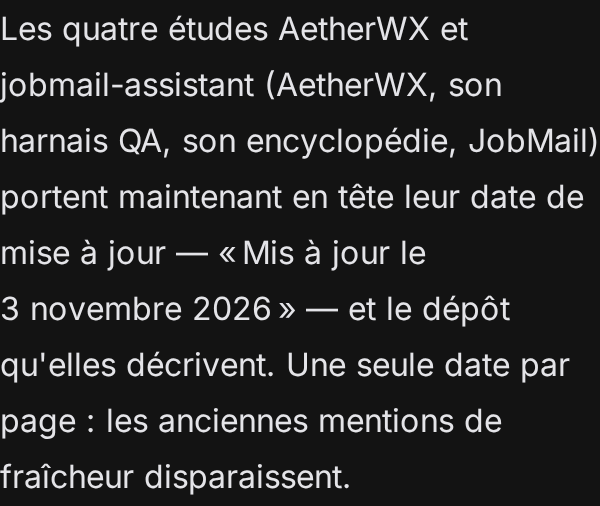 Les quatre études AetherWX et
jobmail-assistant (AetherWX, son
harnais QA, son encyclopédie, JobMail)
portent maintenant en tête leur date de
mise à jour — « Mis à jour le
3 novembre 2026 » — et le dépôt
qu'elles décrivent. Une seule date par
page : les anciennes mentions de
fraîcheur disparaissent.